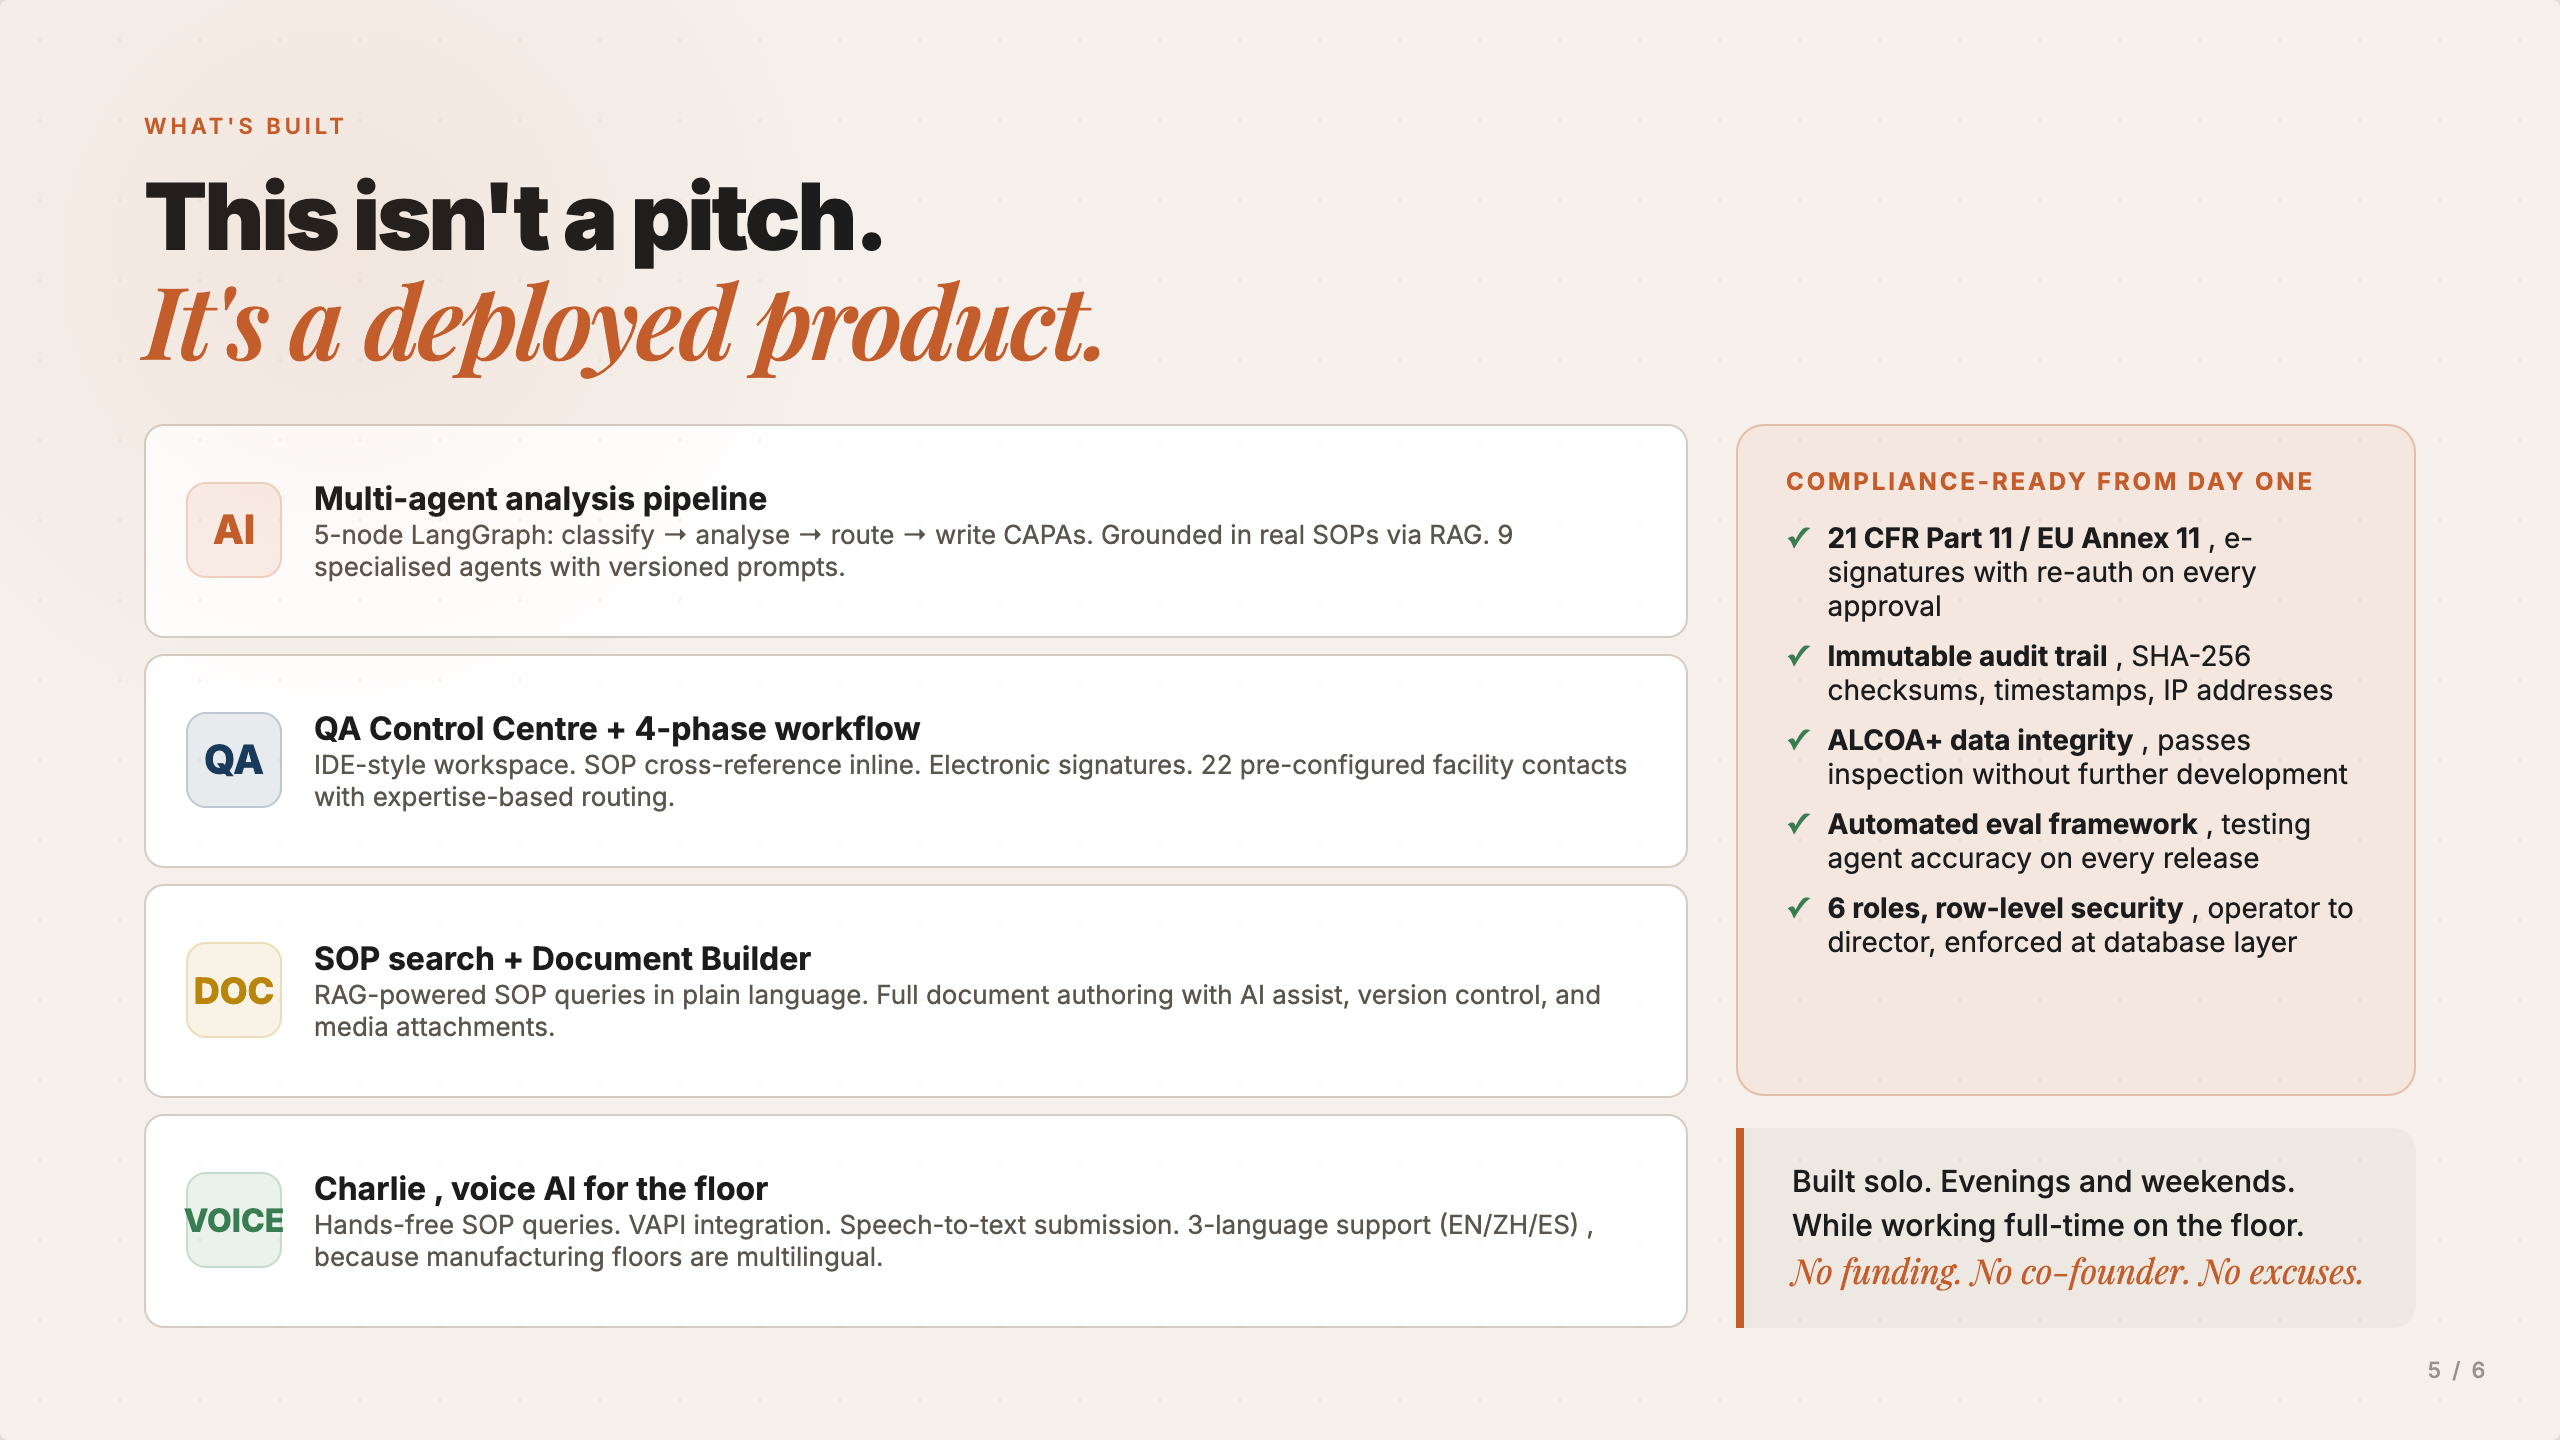 WHAT'S BUILT
This isn't a pitch.
It's a deployed product.
AI
Multi-agent analysis pipeline
5-node LangGraph: classify → analyse → route → write CAPAs. Grounded in real SOPs via RAG. 9
specialised agents with versioned prompts.
QA
QA Control Centre + 4-phase workflow
IDE-style workspace. SOP cross-reference inline. Electronic signatures. 22 pre-configured facility contacts
with expertise-based routing.
DOC
SOP search + Document Builder
RAG-powered SOP queries in plain language. Full document authoring with AI assist, version control, and
media attachments.
VOICE
Charlie , voice AI for the floor
Hands-free SOP queries. VAPI integration. Speech-to-text submission. 3-language support (EN/ZH/ES) ,
because manufacturing floors are multilingual.
COMPLIANCE-READY FROM DAY ONE
✔ 21 CFR Part 11 / EU Annex 11 , e-
signatures with re-auth on every
approval
✔ Immutable audit trail , SHA-256
checksums, timestamps, IP addresses
✔ ALCOA+ data integrity , passes
inspection without further development
✔ Automated eval framework , testing
agent accuracy on every release
✔ 6 roles, row-level security , operator to
director, enforced at database layer
Built solo. Evenings and weekends.
While working full-time on the floor.
No funding. No co-founder. No excuses.
5 / 6